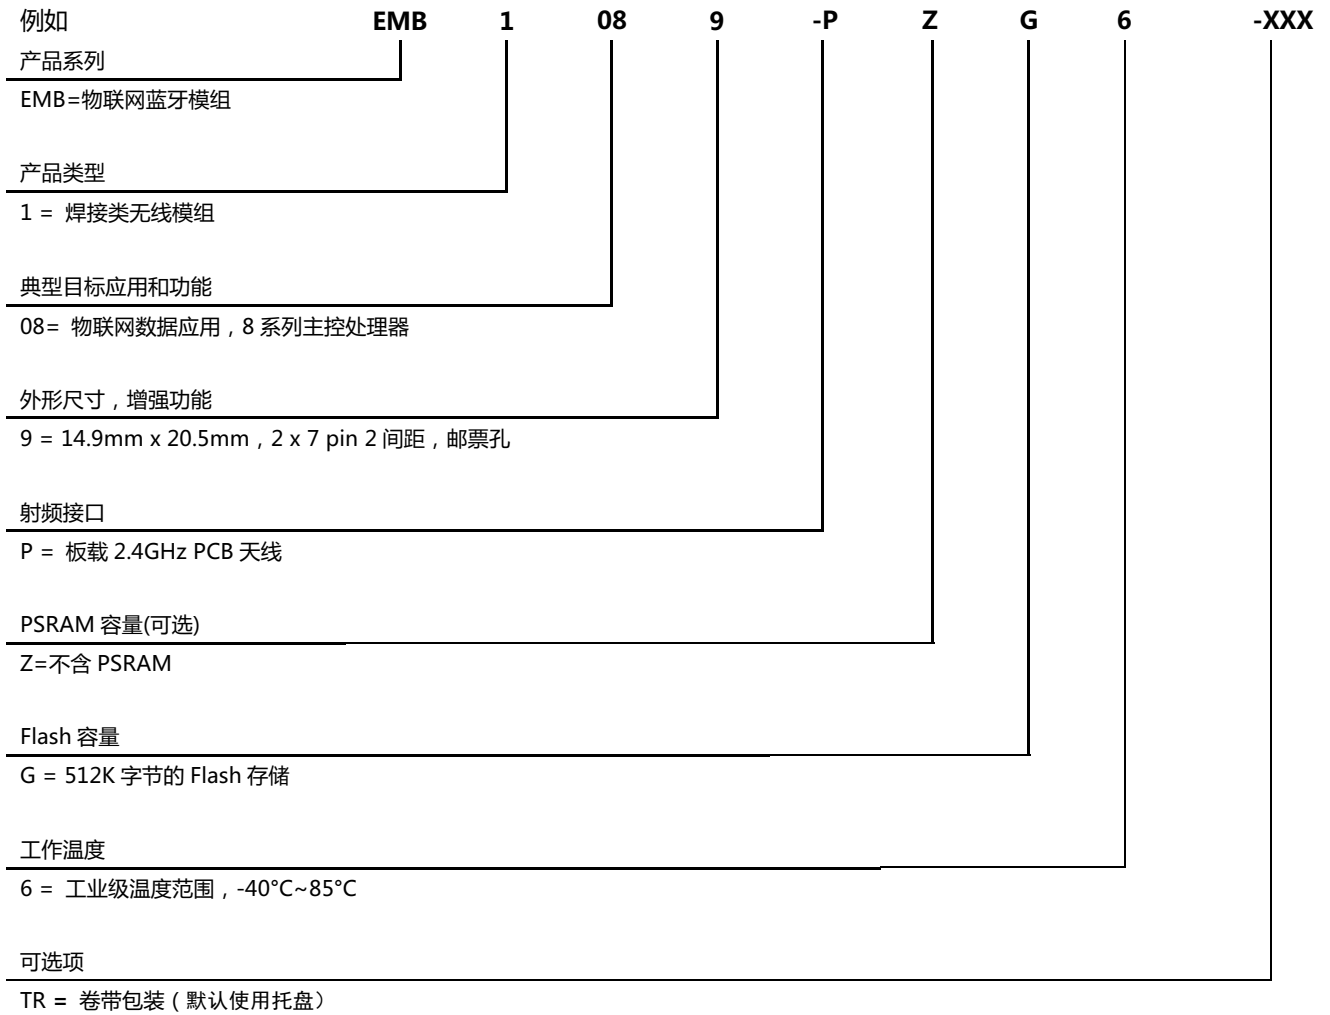 例如 EMB 1 08 9 -P Z G 6 -XXX
产品系列
EMB=物联网蓝牙模组
产品类型
1 = 焊接类无线模组
典型目标应用和功能
08= 物联网数据应用，8 系列主控处理器
外形尺寸，增强功能
9 = 14.9mm x 20.5mm，2 x 7 pin 2 间距，邮票孔
射频接口
P = 板载 2.4GHz PCB 天线
PSRAM 容量(可选)
Z=不含 PSRAM
Flash 容量
G = 512K 字节的 Flash 存储
工作温度
6 = 工业级温度范围，-40°C~85°C
可选项
TR = 卷带包装（默认使用托盘）